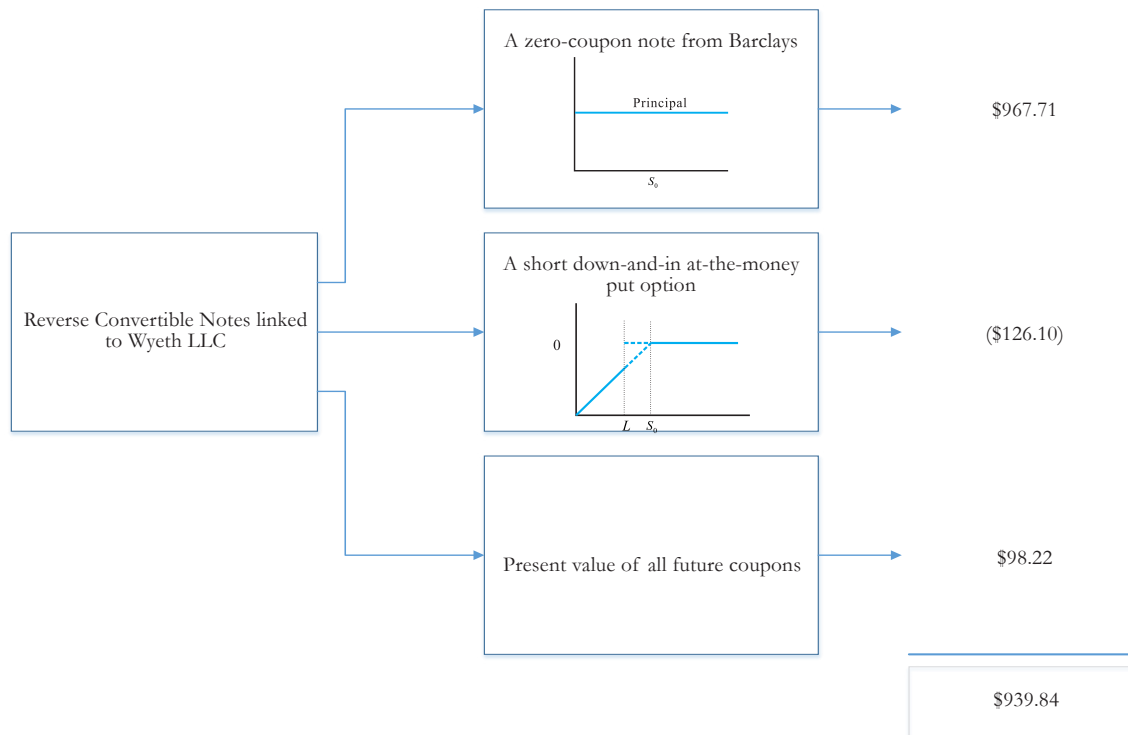 A zero-coupon note from Barclays
Principal
S₀
$967.71
Reverse Convertible Notes linked
to Wyeth LLC
A short down-and-in at-the-money
put option
0
L
S₀
($126.10)
Present value of all future coupons
$98.22
$939.84